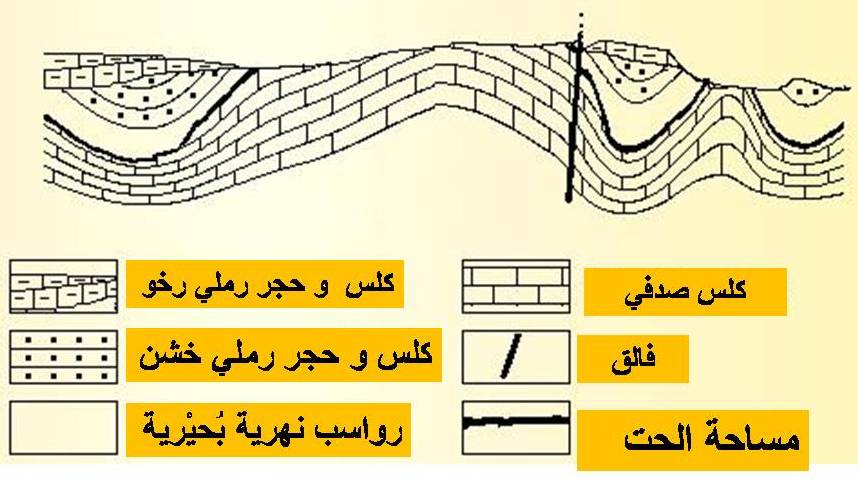 كلس و حجر رملي رخو
كلس صدفي
كلس و حجر رملي خشن
فالق
رواسب نهرية بُحيْرية
مساحة الحت